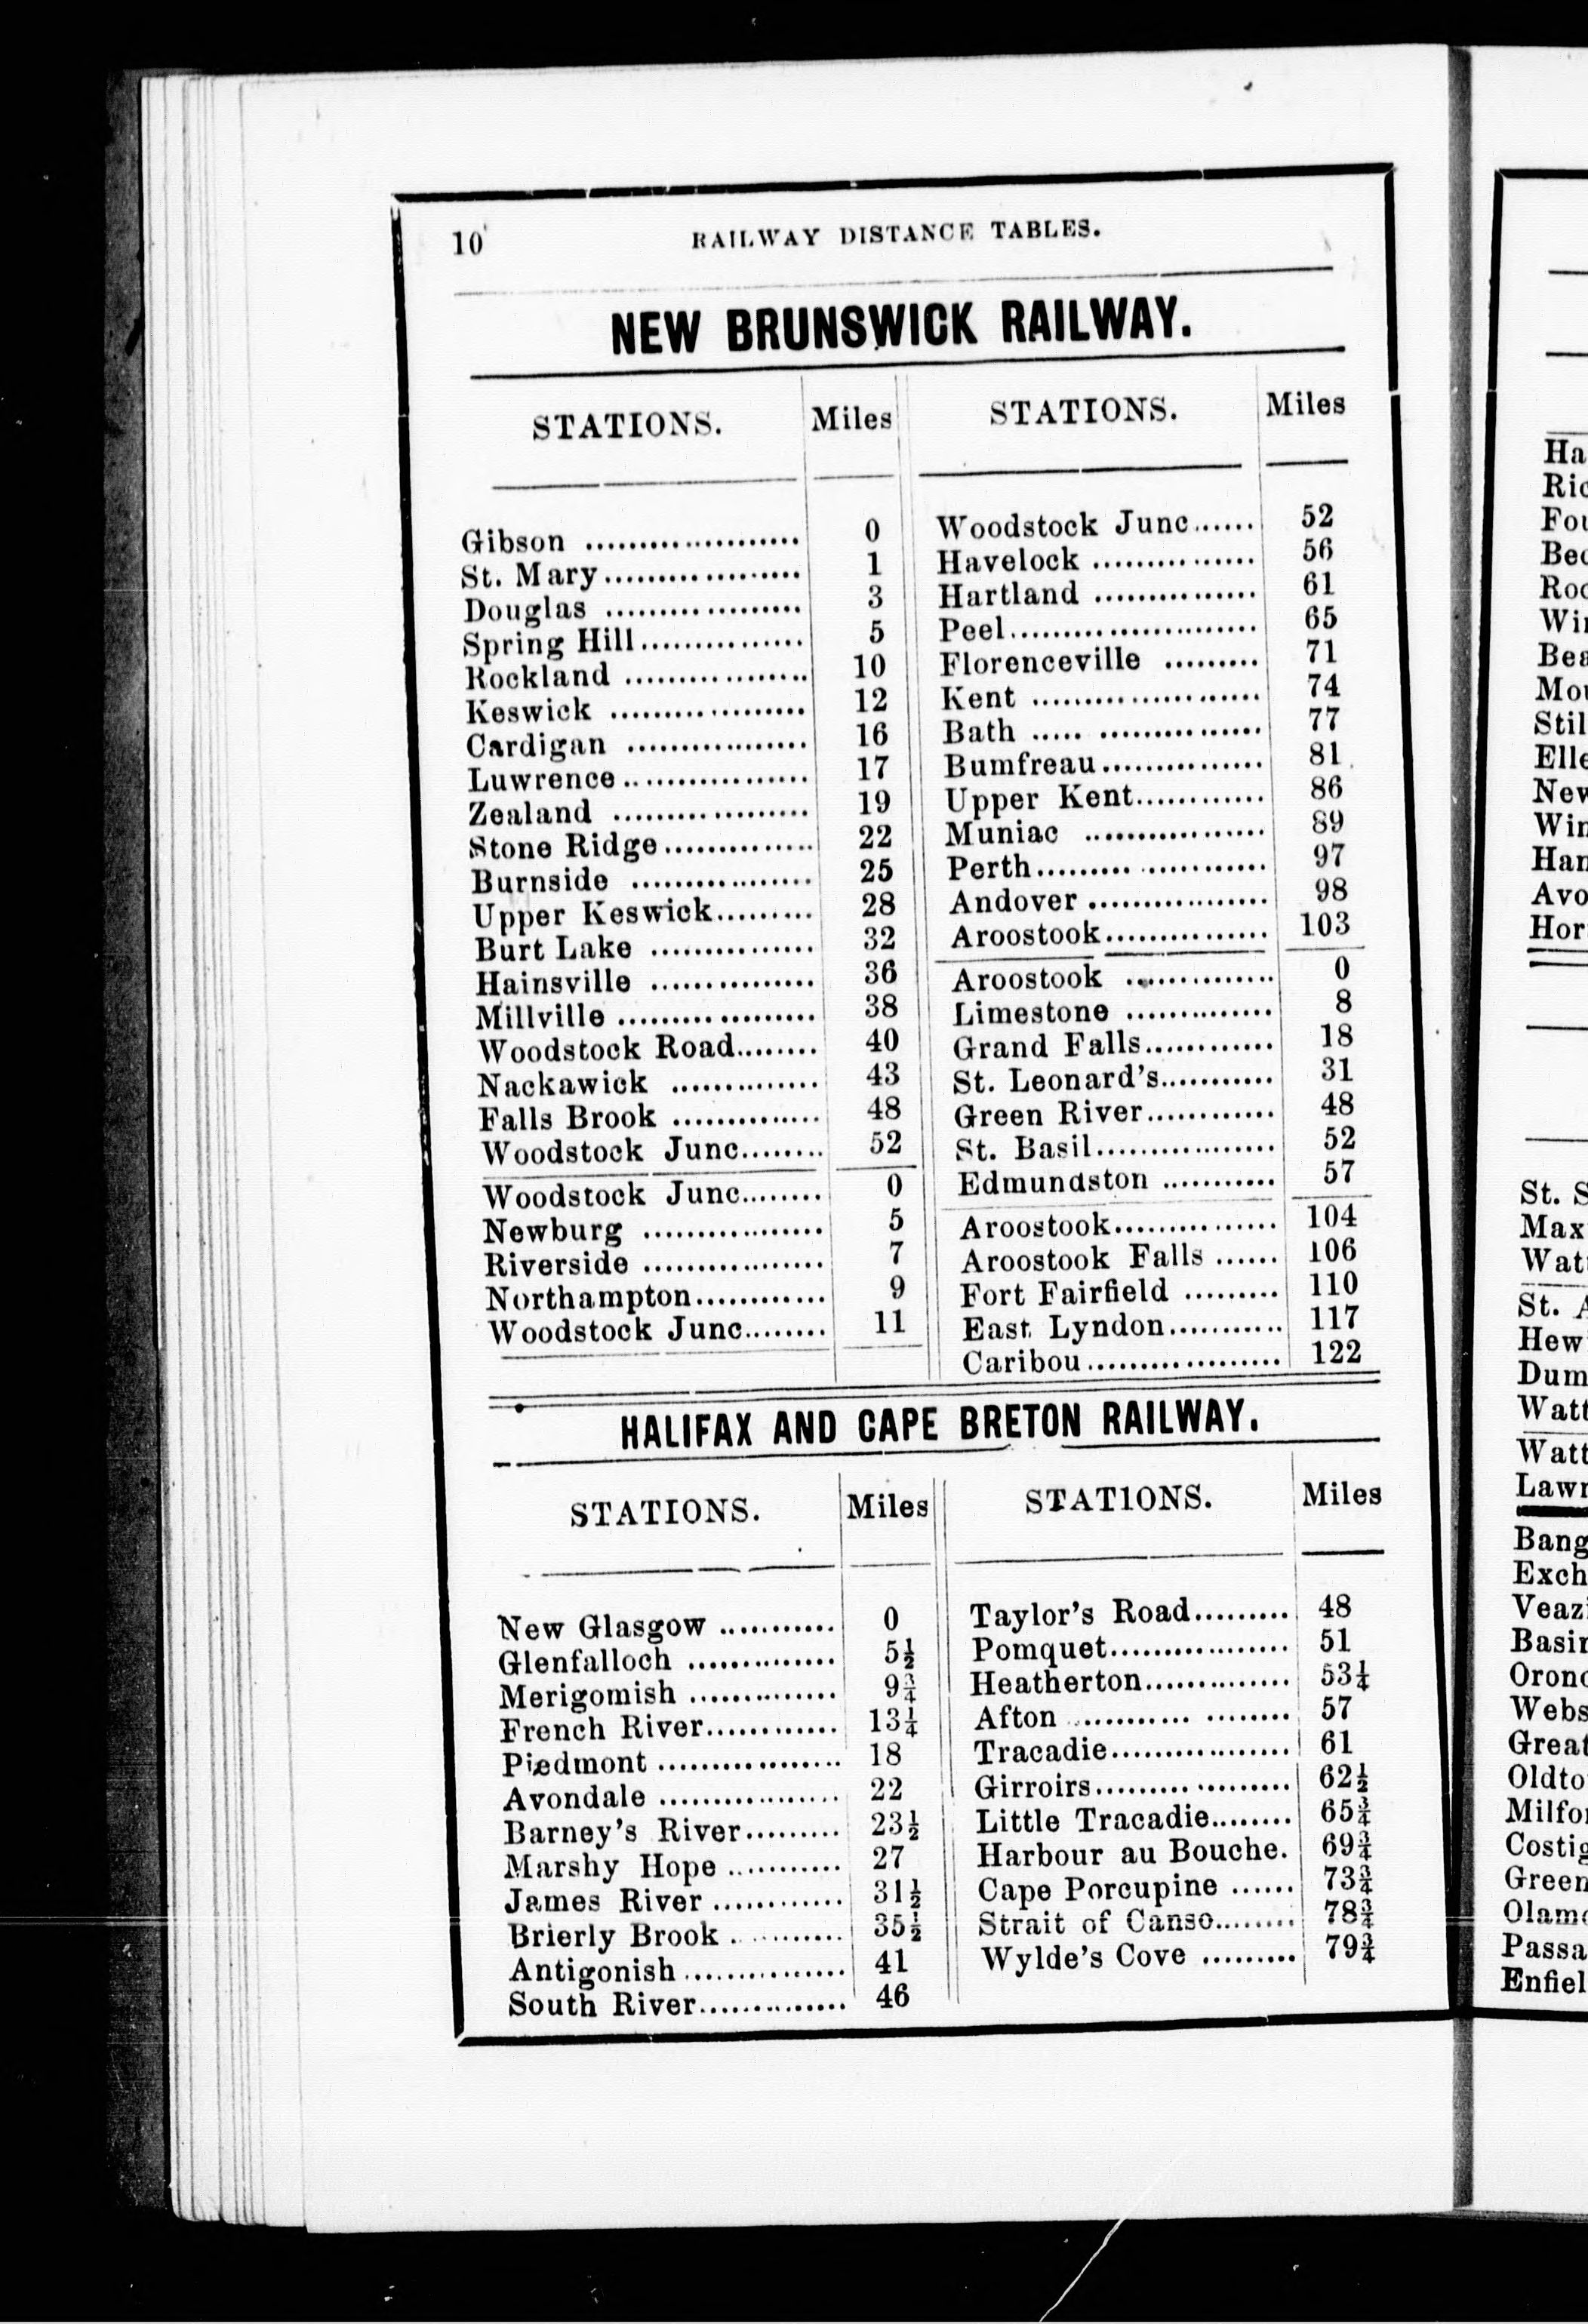 10
RAILWAY DISTANCE TABLES.
NEW BRUNSWICK RAILWAY.
STATIONS. Miles
Gibson .................... 0
St. Mary................... 1
Douglas .................. 3
Spring Hill............... 5
Rockland ................. 10
Keswick .................. 12
Cardigan ................. 16
Luwrence.................. 17
Zealand .................. 19
Stone Ridge.............. 22
Burnside ................. 25
Upper Keswick......... 28
Burt Lake ............... 32
Hainsville ............... 36
Millville ................... 38
Woodstock Road........ 40
Nackawick .............. 43
Falls Brook .............. 48
Woodstock Junc........ 52
Woodstock Junc........ 0
Newburg ................. 5
Riverside ................. 7
Northampton............. 9
Woodstock Junc........ 11
STATIONS. Miles
Woodstock Junc...... 52
Havelock ............... 56
Hartland ............... 61
Peel....................... 65
Florenceville ......... 71
Kent ...................... 74
Bath ..... ............... 77
Bumfreau............... 81
Upper Kent............ 86
Muniac ................. 89
Perth...................... 97
Andover ................. 98
Aroostook............... 103
Aroostook .............. 0
Limestone .............. 8
Grand Falls............ 18
St. Leonard's........... 31
Green River............ 48
St. Basil................. 52
Edmundston ........... 57
Aroostook............... 104
Aroostook Falls ...... 106
Fort Fairfield ......... 110
East Lyndon........... 117
Caribou................... 122
HALIFAX AND CAPE BRETON RAILWAY.
STATIONS. Miles
New Glasgow ........... 0
Glenfalloch .............. 5½
Merigomish .............. 9¾
French River............ 13¼
Piedmont ................. 18
Avondale ................. 22
Barney's River......... 23½
Marshy Hope ........... 27
James River ............ 31½
Brierly Brook ........... 35½
Antigonish ............... 41
South River.............. 46
STATIONS. Miles
Taylor's Road......... 48
Pomquet................. 51
Heatherton.............. 53¼
Afton ........... ........ 57
Tracadie................. 61
Girroirs.................. 62½
Little Tracadie........ 65¾
Harbour au Bouche. 69¾
Cape Porcupine ...... 73¾
Strait of Canso........ 78¾
Wylde's Cove ......... 79¾